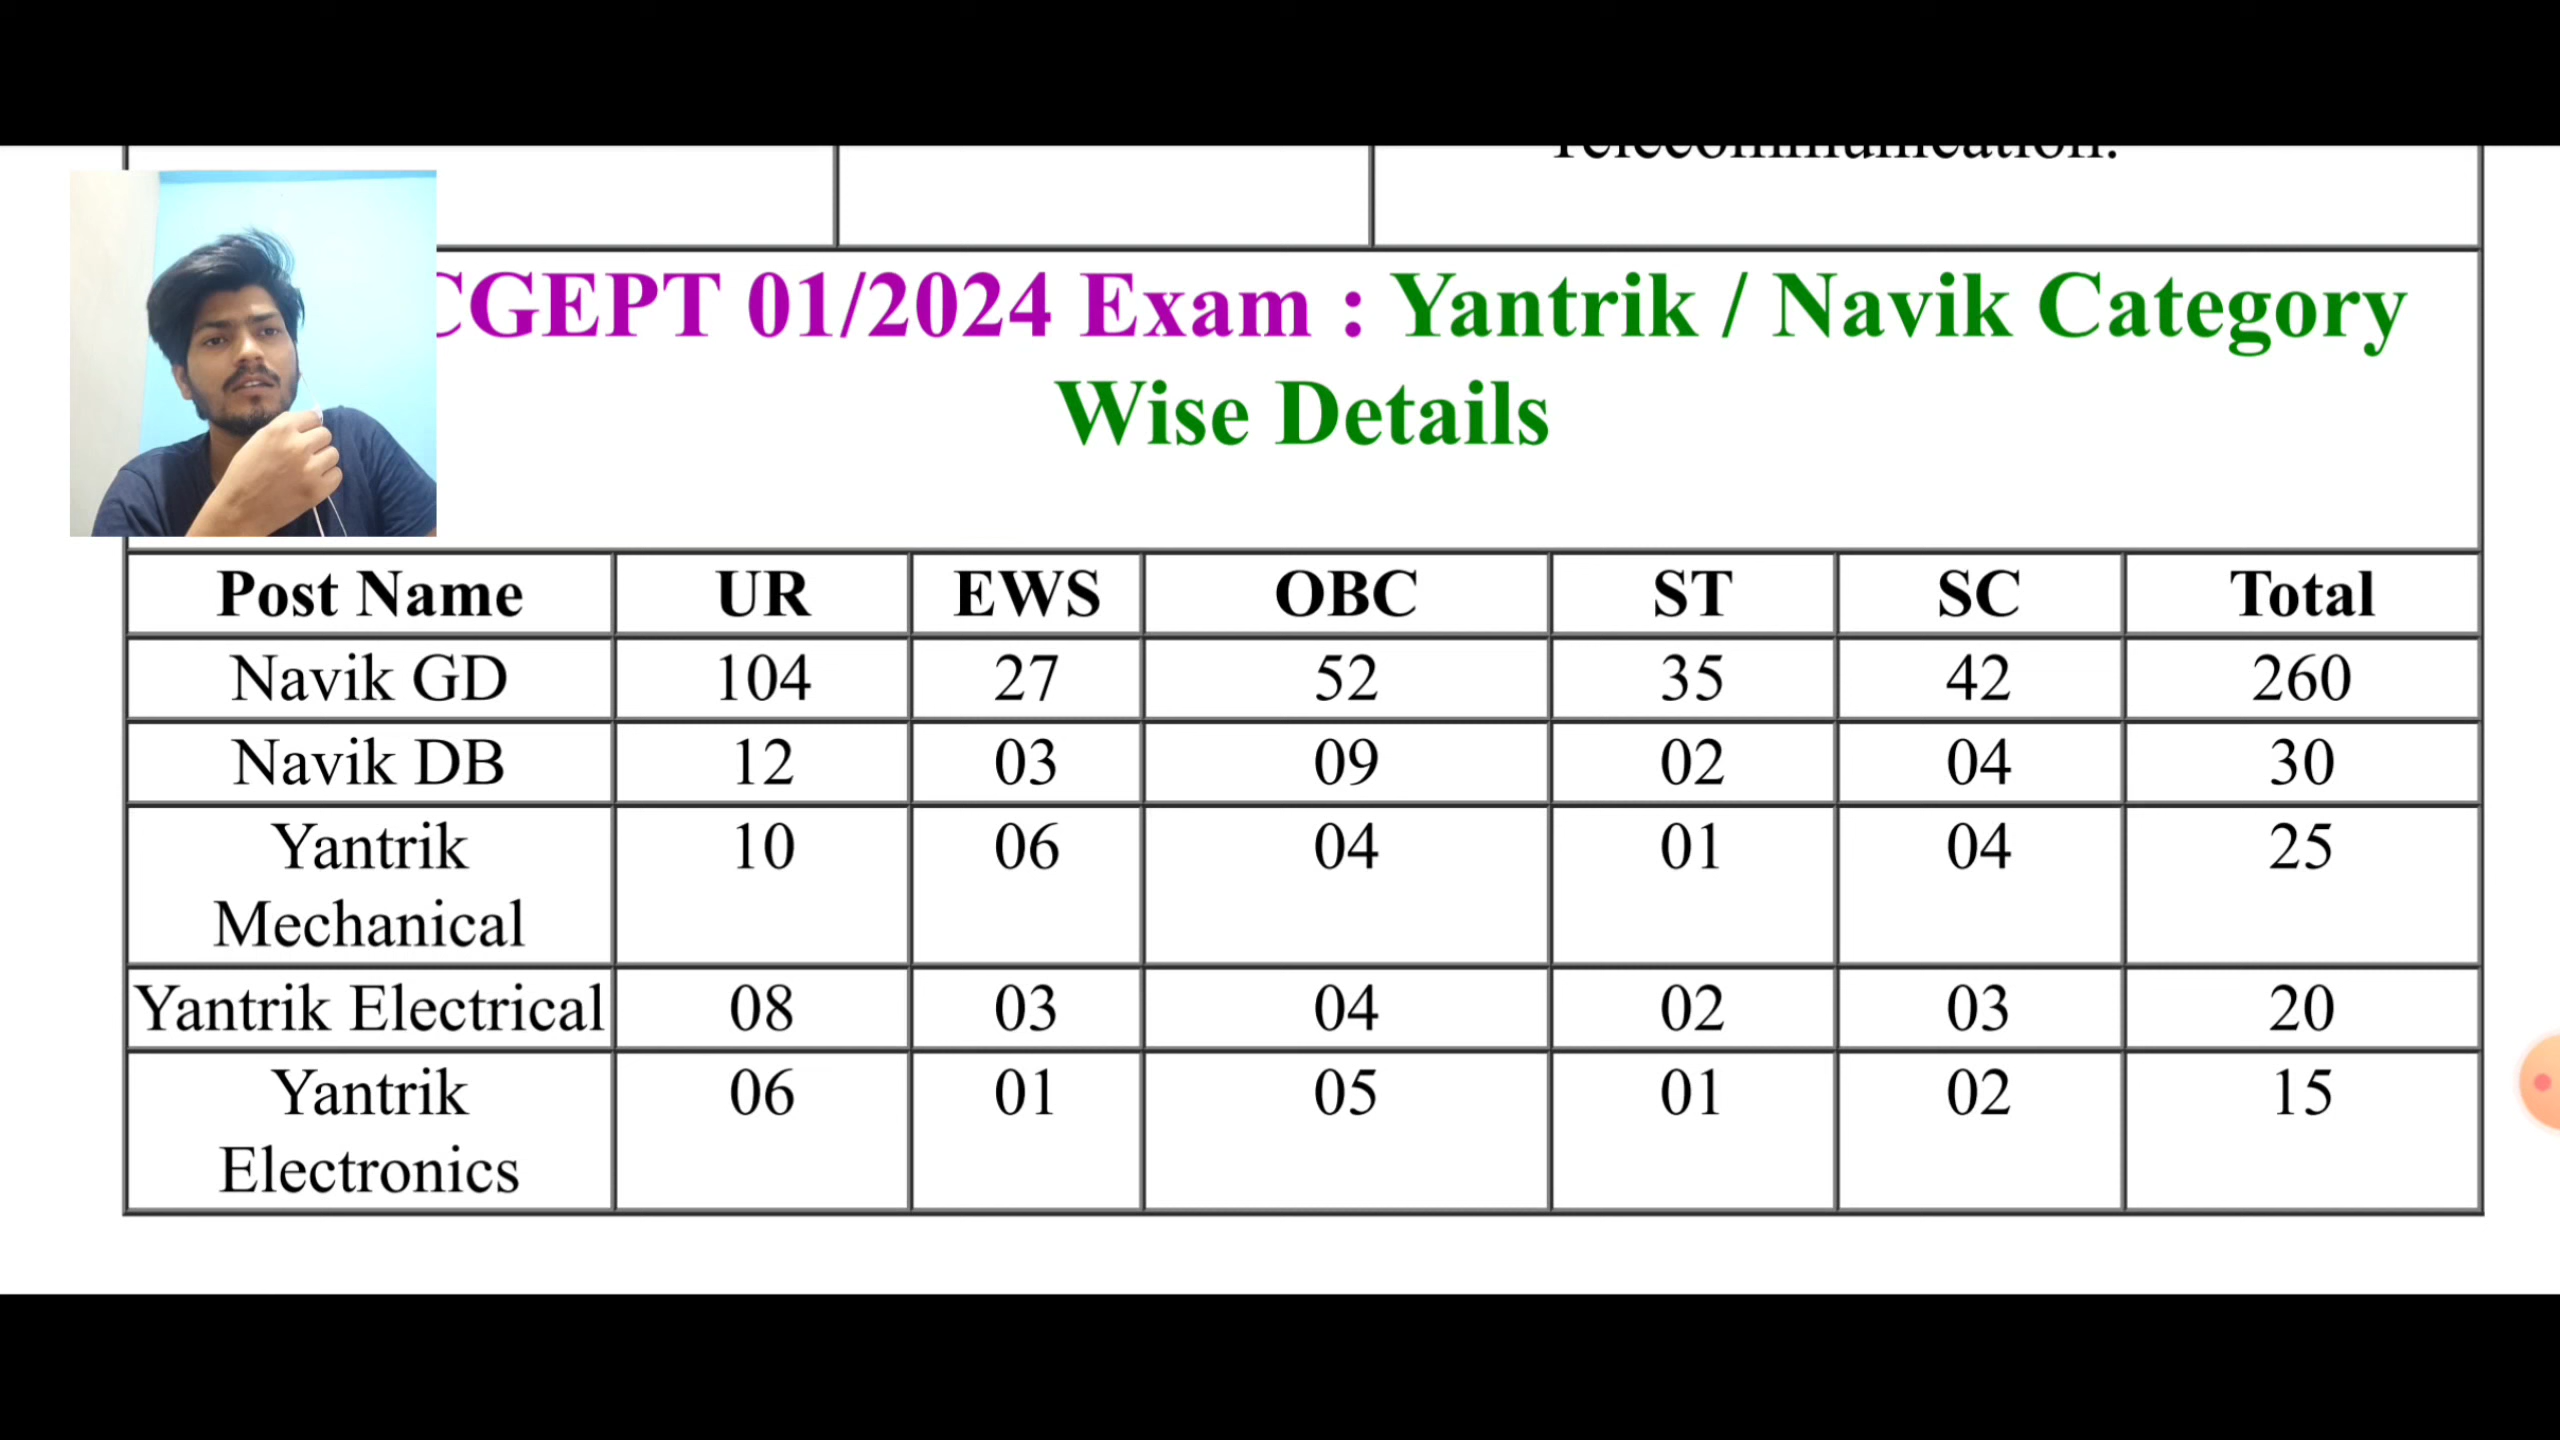 Telecommunication.
CGEPT 01/2024 Exam : Yantrik / Navik Category
Wise Details
Post Name UR EWS OBC ST SC Total
Navik GD 104 27 52 35 42 260
Navik DB 12 03 09 02 04 30
Yantrik 10 06 04 01 04 25
Mechanical
Yantrik Electrical 08 03 04 02 03 20
Yantrik 06 01 05 01 02 15
Electronics